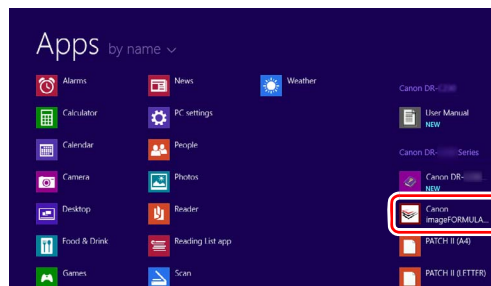 Apps by name
Alarms
Calculator
Calendar
Camera
Desktop
Food & Drink
Games
News
PC settings
People
Photos
Reader
Reading List app
Scan
Weather
Canon DR-
User Manual
NEW
Canon DR- Series
Canon DR-
NEW
Canon
imageFORMULA...
PATCH II (A4)
PATCH II (LETTER)